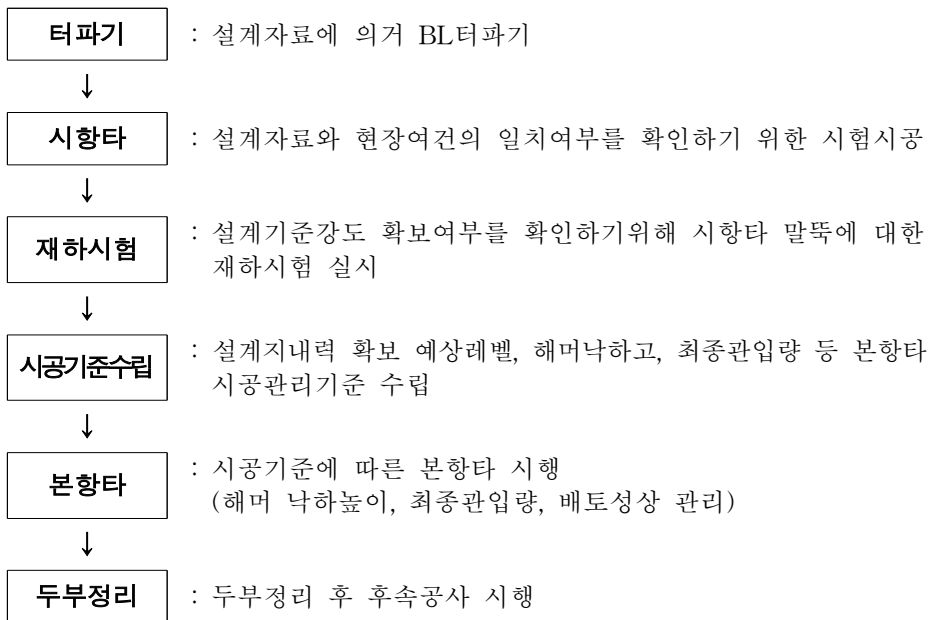 터파기 : 설계자료에 의거 BL터파기
↓
시항타 : 설계자료와 현장여건의 일치여부를 확인하기 위한 시험시공
↓
재하시험 : 설계기준강도 확보여부를 확인하기위해 시항타 말뚝에 대한
재하시험 실시
↓
시공기준수립 : 설계지내력 확보 예상레벨, 해머낙하고, 최종관입량 등 본항타
시공관리기준 수립
↓
본항타 : 시공기준에 따른 본항타 시행
(해머 낙하높이, 최종관입량, 배토성상 관리)
↓
두부정리 : 두부정리 후 후속공사 시행